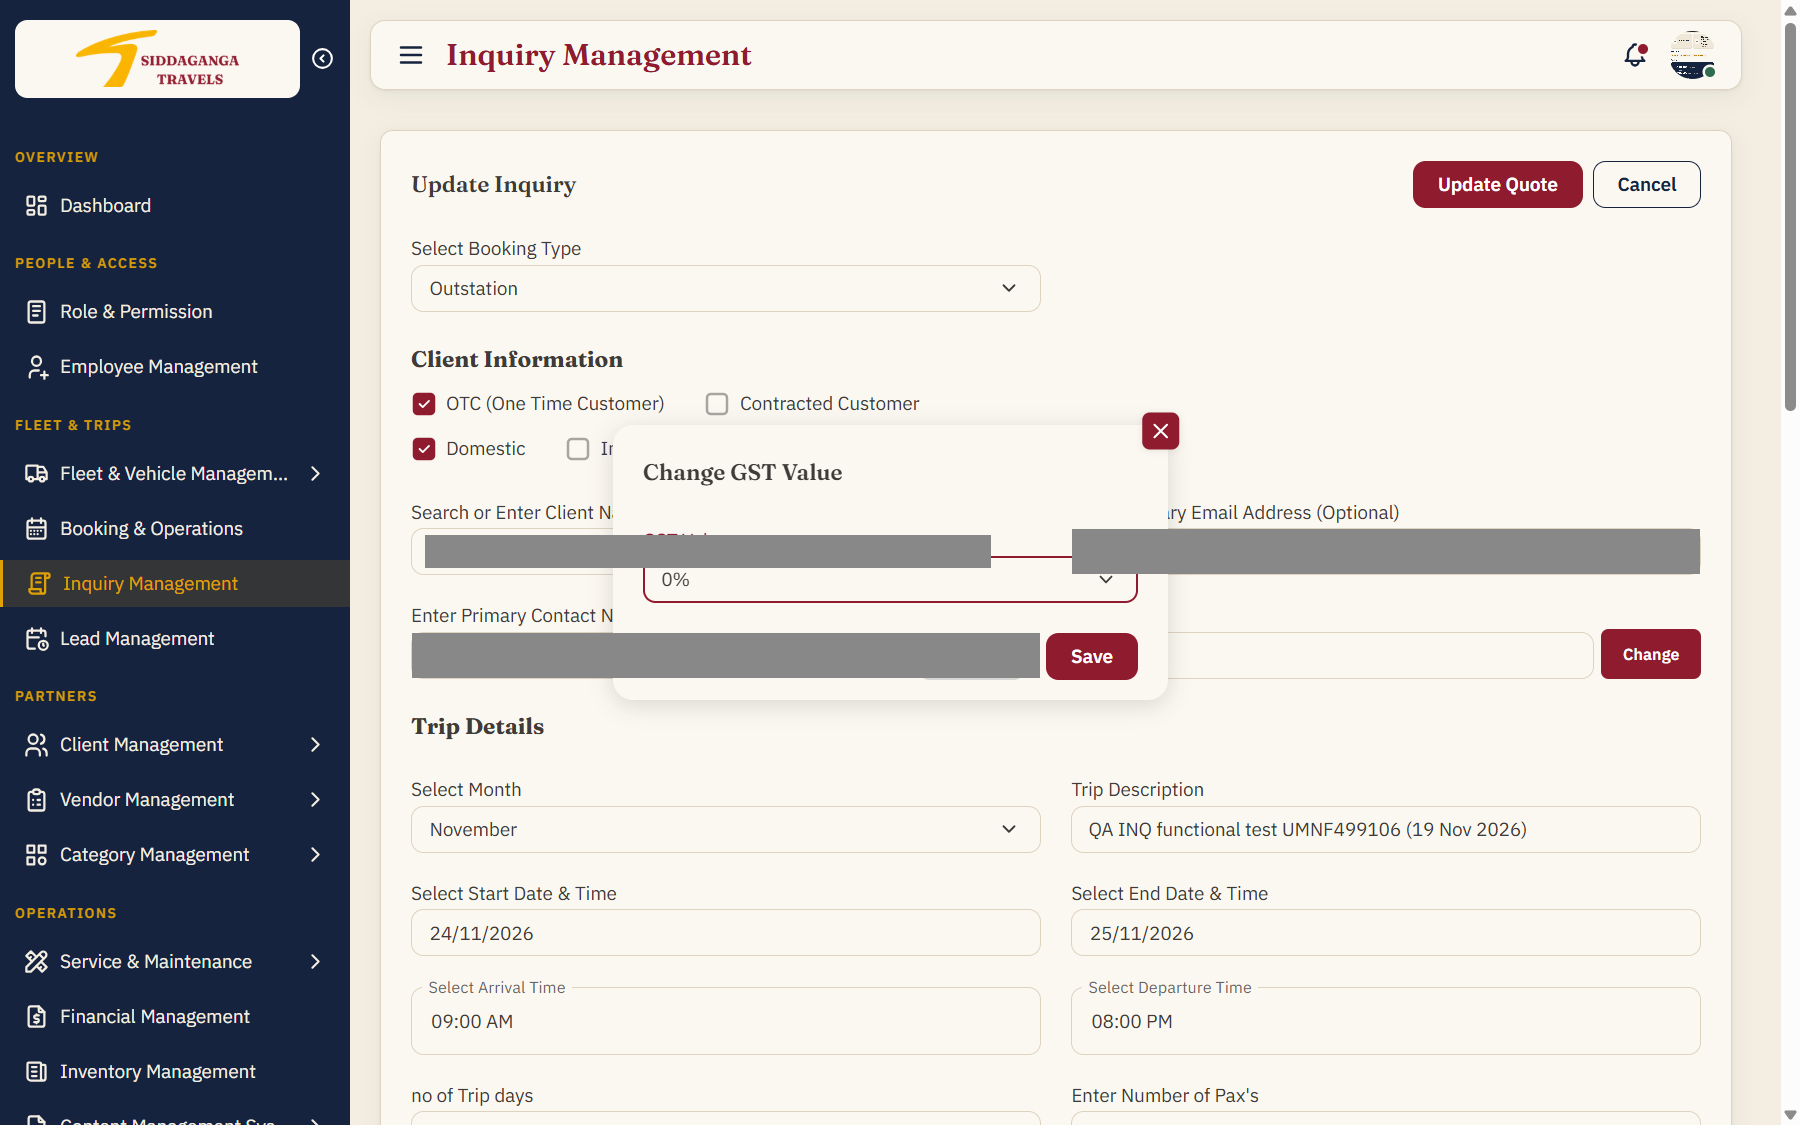 SIDDAGANGA
TRAVELS
OVERVIEW
Dashboard
PEOPLE & ACCESS
Role & Permission
Employee Management
FLEET & TRIPS
Fleet & Vehicle Managem...
Booking & Operations
Inquiry Management
Lead Management
PARTNERS
Client Management
Vendor Management
Category Management
OPERATIONS
Service & Maintenance
Financial Management
Inventory Management
Inquiry Management
Update Inquiry
Update Quote
Cancel
Select Booking Type
Outstation
Client Information
OTC (One Time Customer)
Contracted Customer
Domestic
Change GST Value
Search or Enter Client
Email Address (Optional)
0%
Enter Primary Contact
Save
Change
Trip Details
Select Month
November
Trip Description
QA INQ functional test UMNF499106 (19 Nov 2026)
Select Start Date & Time
24/11/2026
Select End Date & Time
25/11/2026
Select Arrival Time
09:00 AM
Select Departure Time
08:00 PM
no of Trip days
Enter Number of Pax's